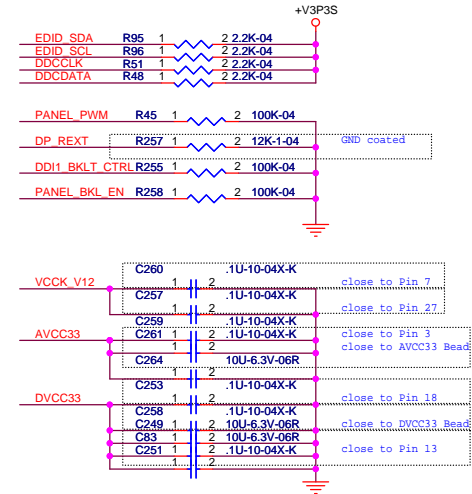 +V3P3S
EDID_SDA R95 1 2 2.2K-04
EDID_SCL R96 1 2 2.2K-04
DDCCLK R51 1 2 2.2K-04
DDCDATA R48 1 2 2.2K-04
PANEL_PWM R45 1 2 100K-04
DP_REXT R257 1 2 12K-1-04 GND coated
DDI1_BKLT_CTRL R255 1 2 100K-04
PANEL_BKL_EN R258 1 2 100K-04
C260 .1U-10-04X-K
VCCK_V12 1 2 close to Pin 7
C257 .1U-10-04X-K
1 2 close to Pin 27
C259 .1U-10-04X-K
AVCC33 C261 1 2 .1U-10-04X-K close to Pin 3
1 2 close to AVCC33 Bead
C264 10U-6.3V-06R
1 2
C253 .1U-10-04X-K
DVCC33 1 2 close to Pin 18
C258 .1U-10-04X-K
C249 1 2 10U-6.3V-06R close to DVCC33 Bead
C83 1 2 10U-6.3V-06R
C251 1 2 .1U-10-04X-K close to Pin 13
1 2